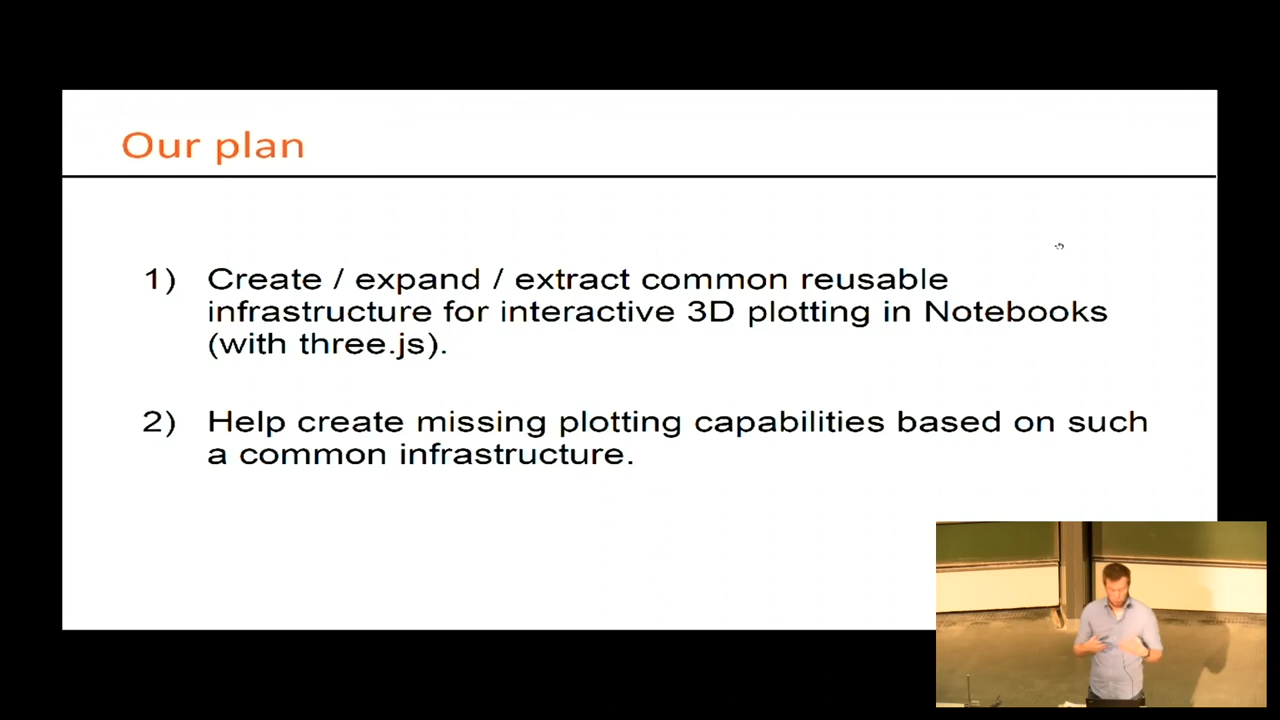 Our plan
1) Create / expand / extract common reusable
infrastructure for interactive 3D plotting in Notebooks
(with three.js).
2) Help create missing plotting capabilities based on such
a common infrastructure.